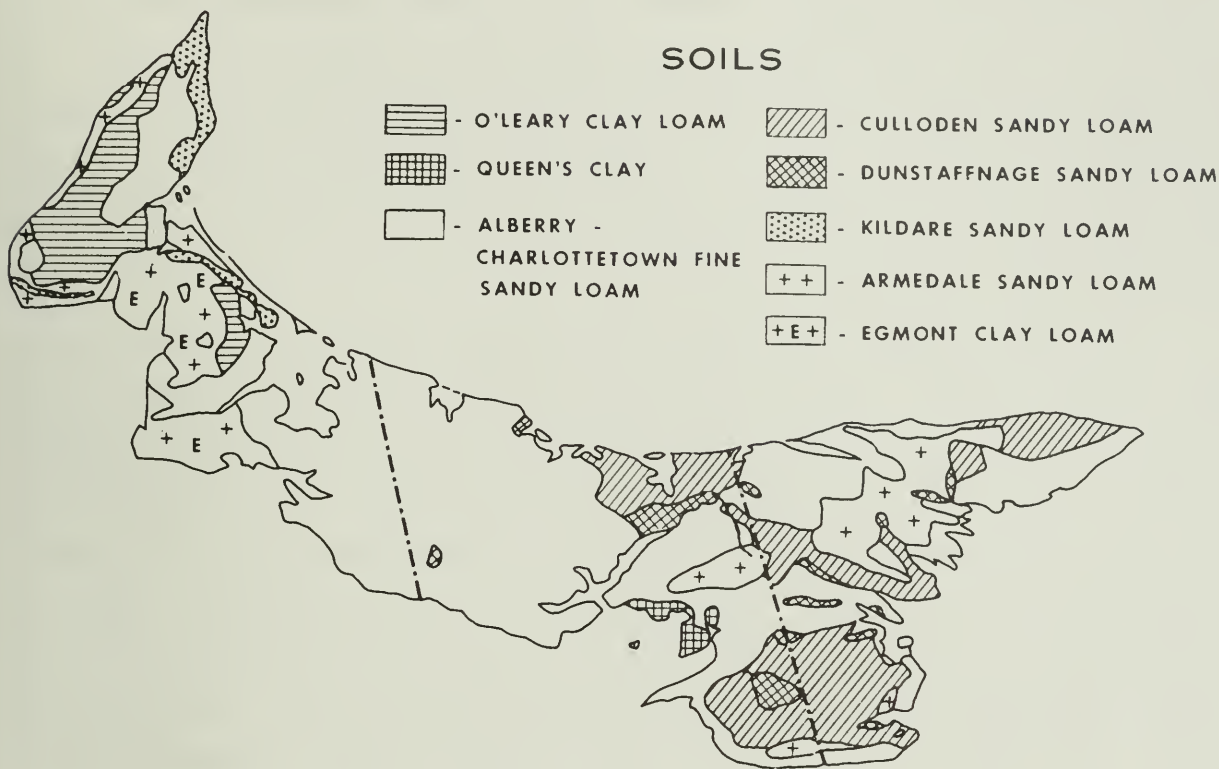 SOILS
- O'LEARY CLAY LOAM
- QUEEN'S CLAY
- ALBERRY -
CHARLOTTETOWN FINE
SANDY LOAM
- CULLODEN SANDY LOAM
- DUNSTAFFNAGE SANDY LOAM
- KILDARE SANDY LOAM
++ - ARMEDALE SANDY LOAM
+E+ - EGMONT CLAY LOAM
E
E
E
E